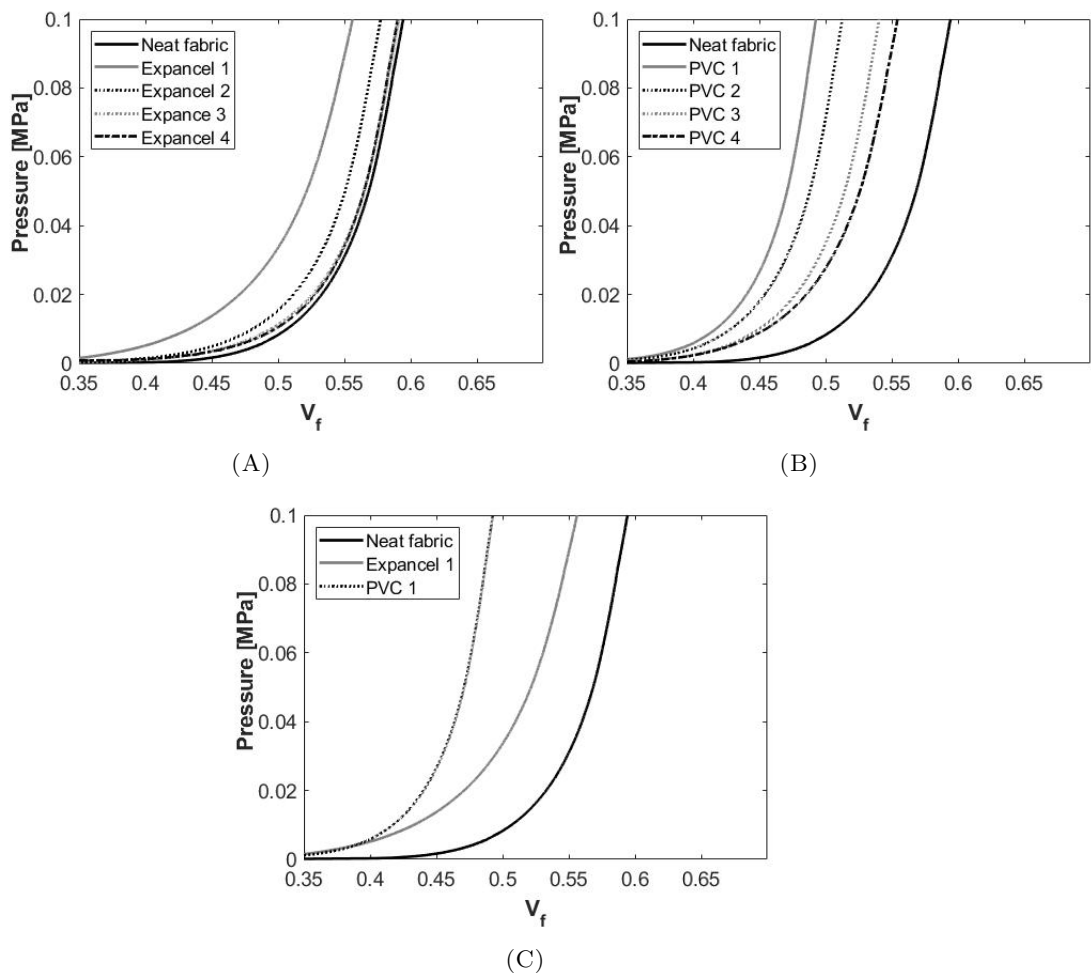 0.1
0.08
0.06
0.04
0.02
0
Pressure [MPa]
Neat fabric
Expancel 1
Expancel 2
Expance 3
Expancel 4
0.35 0.4 0.45 0.5 0.55 0.6 0.65
Vf
(A)
0.1
0.08
0.06
0.04
0.02
0
Pressure [MPa]
Neat fabric
PVC 1
PVC 2
PVC 3
PVC 4
0.35 0.4 0.45 0.5 0.55 0.6 0.65
Vf
(B)
0.1
0.08
0.06
0.04
0.02
0
Pressure [MPa]
Neat fabric
Expancel 1
PVC 1
0.35 0.4 0.45 0.5 0.55 0.6 0.65
Vf
(C)